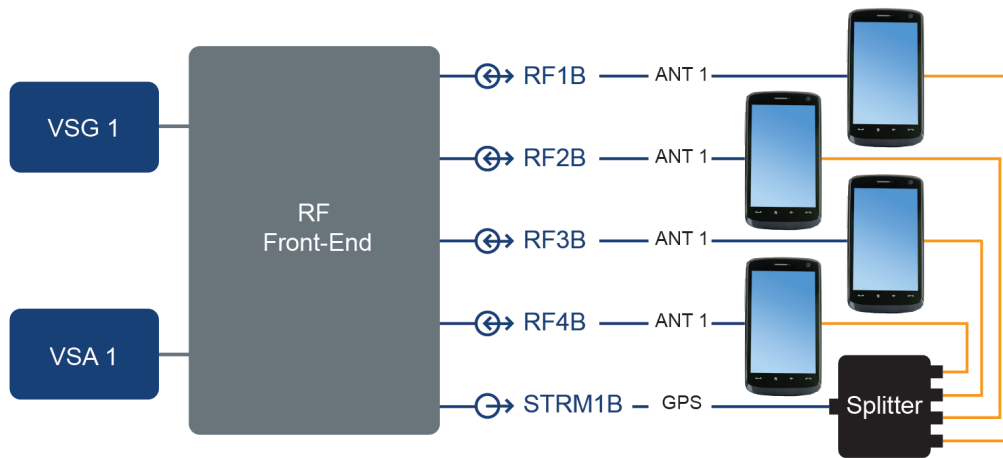 VSG 1
VSA 1
RF
Front-End
RF1B ANT 1
RF2B ANT 1
RF3B ANT 1
RF4B ANT 1
STRM1B GPS
Splitter